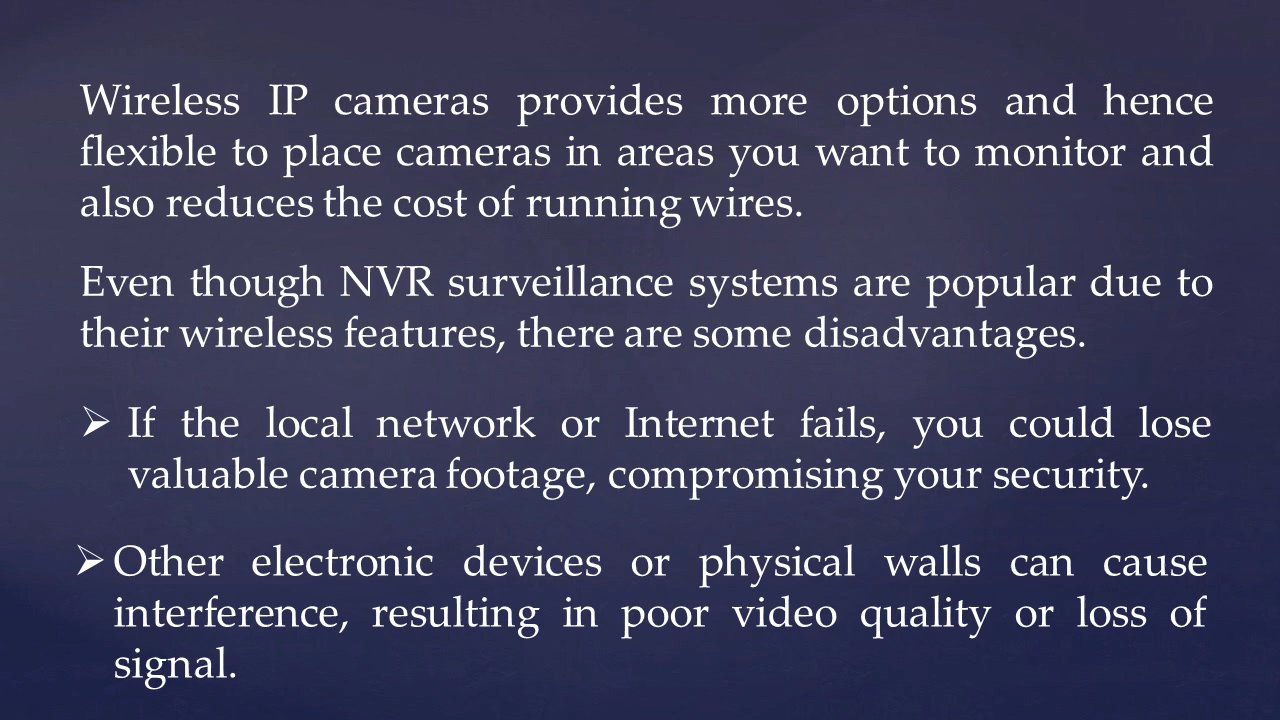 Wireless IP cameras provides more options and hence
flexible to place cameras in areas you want to monitor and
also reduces the cost of running wires.
Even though NVR surveillance systems are popular due to
their wireless features, there are some disadvantages.
➢ If the local network or Internet fails, you could lose
valuable camera footage, compromising your security.
➢ Other electronic devices or physical walls can cause
interference, resulting in poor video quality or loss of
signal.